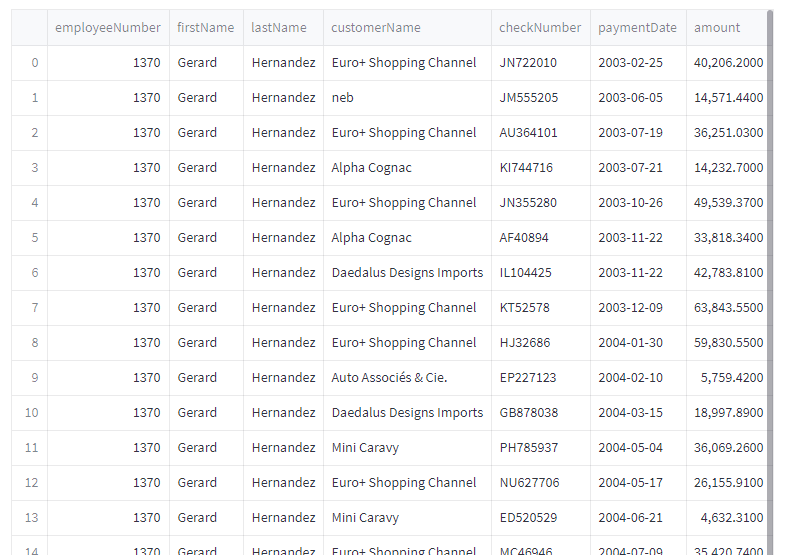 employeeNumber firstName lastName customerName checkNumber paymentDate amount
0 1370 Gerard Hernandez Euro+ Shopping Channel JN722010 2003-02-25 40,206.2000
1 1370 Gerard Hernandez neb JM555205 2003-06-05 14,571.4400
2 1370 Gerard Hernandez Euro+ Shopping Channel AU364101 2003-07-19 36,251.0300
3 1370 Gerard Hernandez Alpha Cognac KI744716 2003-07-21 14,232.7000
4 1370 Gerard Hernandez Euro+ Shopping Channel JN355280 2003-10-26 49,539.3700
5 1370 Gerard Hernandez Alpha Cognac AF40894 2003-11-22 33,818.3400
6 1370 Gerard Hernandez Daedalus Designs Imports IL104425 2003-11-22 42,783.8100
7 1370 Gerard Hernandez Euro+ Shopping Channel KT52578 2003-12-09 63,843.5500
8 1370 Gerard Hernandez Euro+ Shopping Channel HJ32686 2004-01-30 59,830.5500
9 1370 Gerard Hernandez Auto Associés & Cie. EP227123 2004-02-10 5,759.4200
10 1370 Gerard Hernandez Daedalus Designs Imports GB878038 2004-03-15 18,997.8900
11 1370 Gerard Hernandez Mini Caravy PH785937 2004-05-04 36,069.2600
12 1370 Gerard Hernandez Euro+ Shopping Channel NU627706 2004-05-17 26,155.9100
13 1370 Gerard Hernandez Mini Caravy ED520529 2004-06-21 4,632.3100
14 1370 Gerard Hernandez Euro+ Shopping Channel MC46946 2004-07-09 35,420.7400